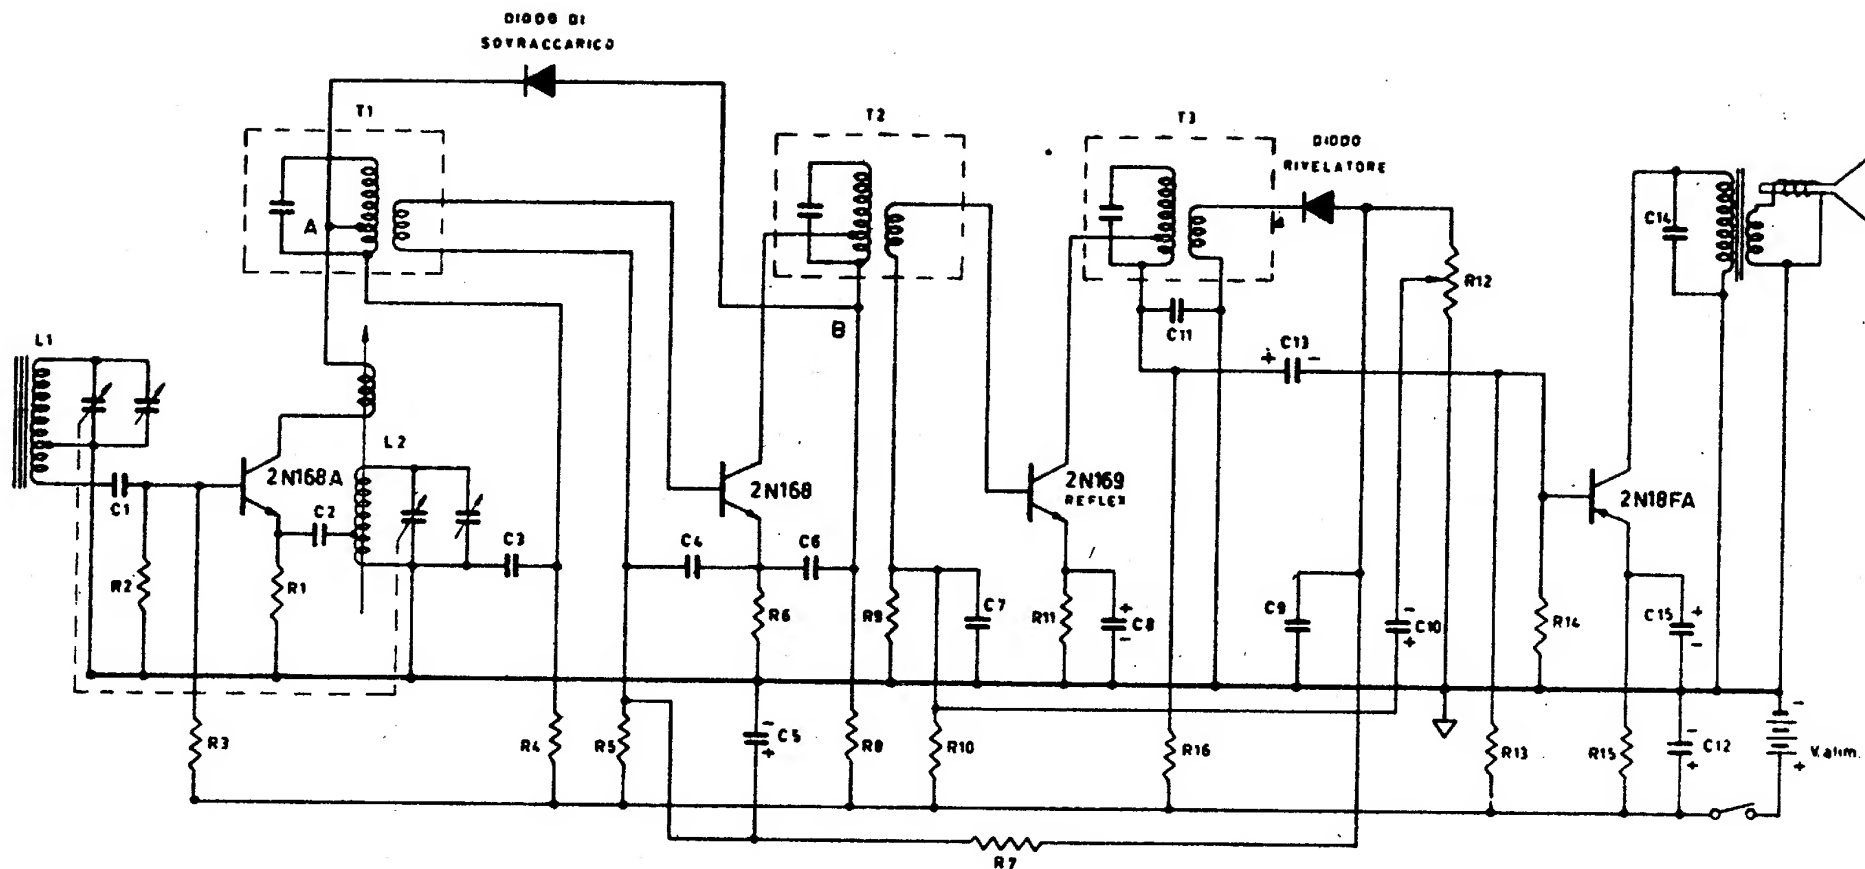 DIODO DI
SOVRACCARICO
T1
T2
T3
DIODO
RIVELATORE
A
B
C14
R12
C11
+ C13 -
L1
L2
2N168A
2N168
2N169
REFLEX
2N18FA
C1
C2
C3
C4
C6
R2
R1
R6
R9
C7
R11
+
C8
-
C9
-
C10
+
R14
C15
+
-
R3
R4
R5
-
C5
+
R8
R10
R16
R13
R15
-
C12
+
-
V.alim.
+
R7